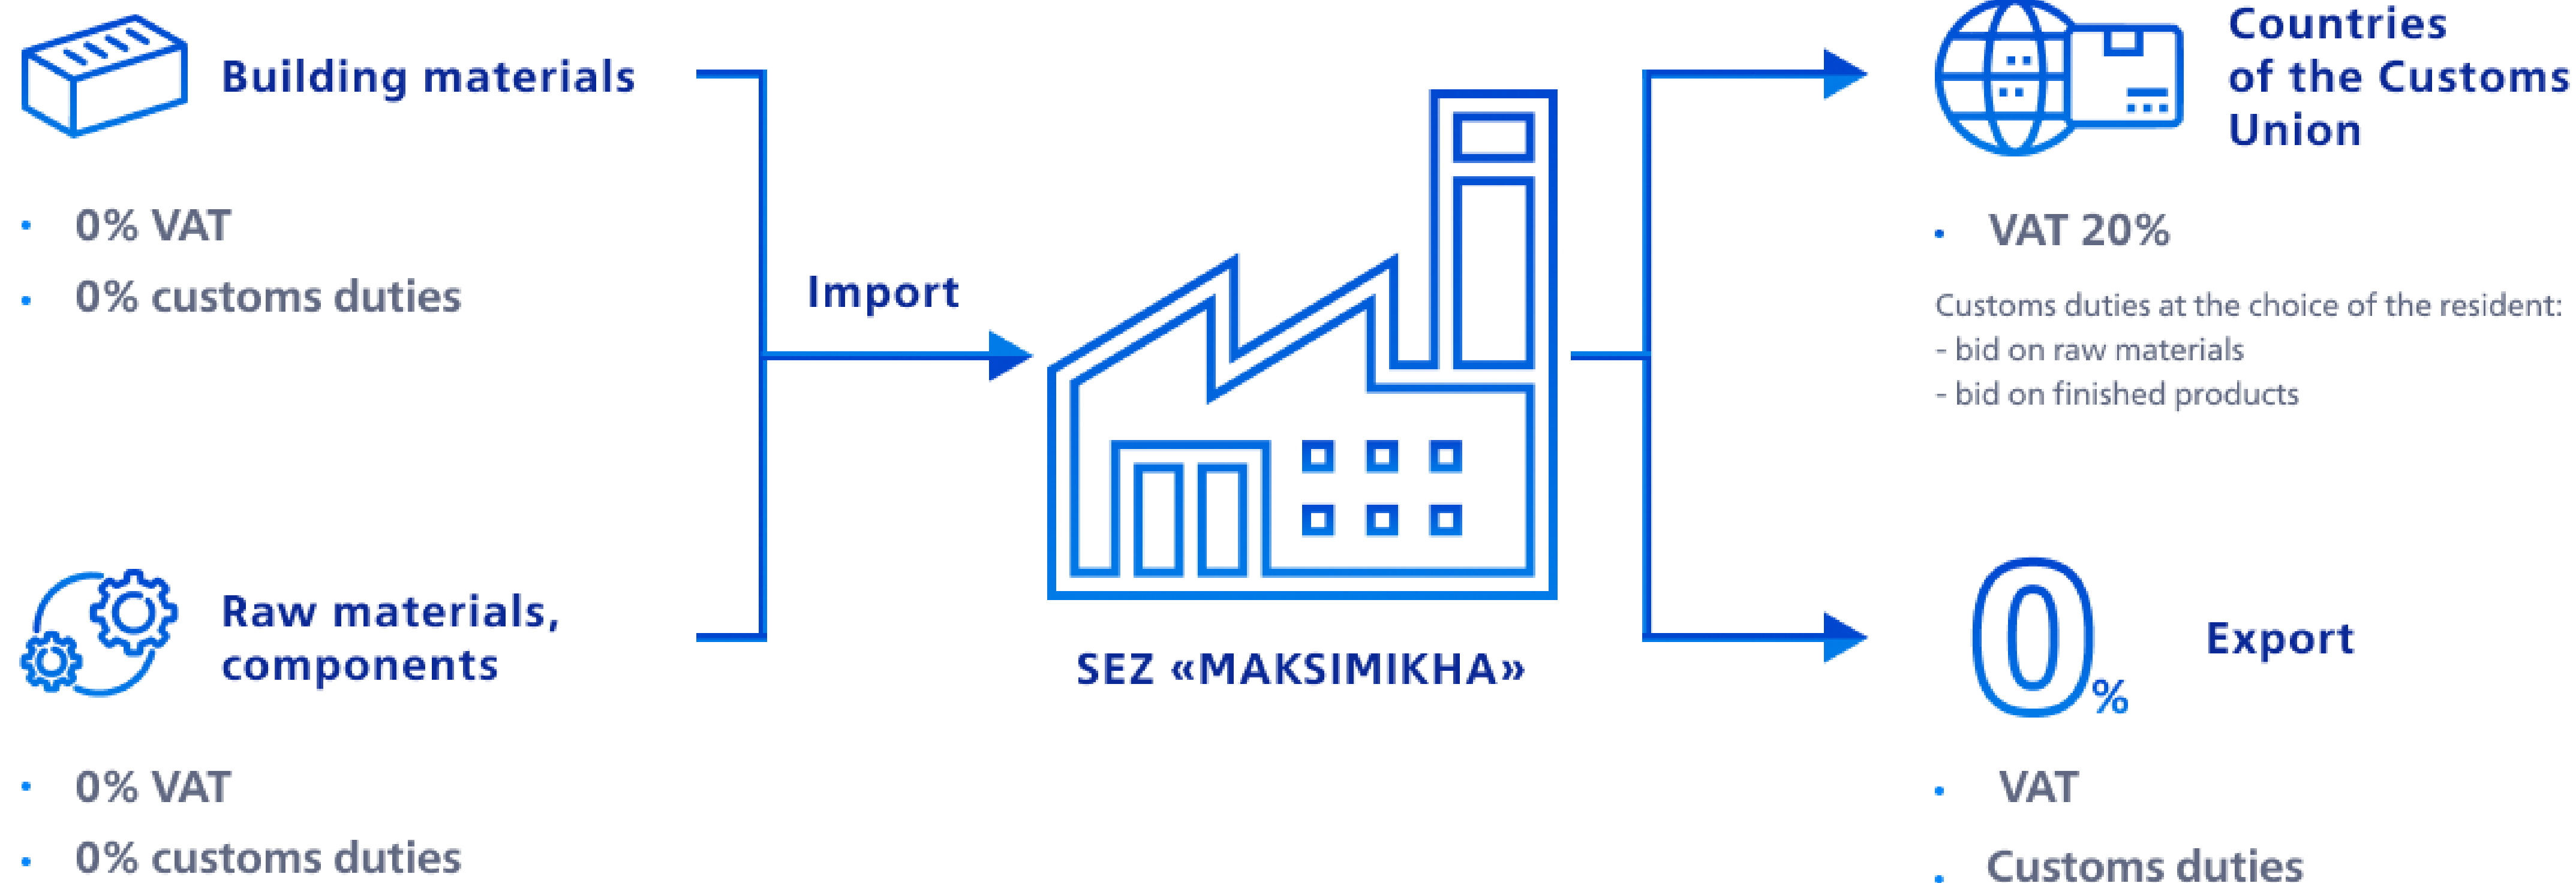 Building materials
• 0% VAT
• 0% customs duties
Raw materials,
components
• 0% VAT
• 0% customs duties
Import
SEZ «MAKSIMIKHA»
Countries
of the Customs
Union
• VAT 20%
Customs duties at the choice of the resident:
- bid on raw materials
- bid on finished products
0%
Export
• VAT
• Customs duties